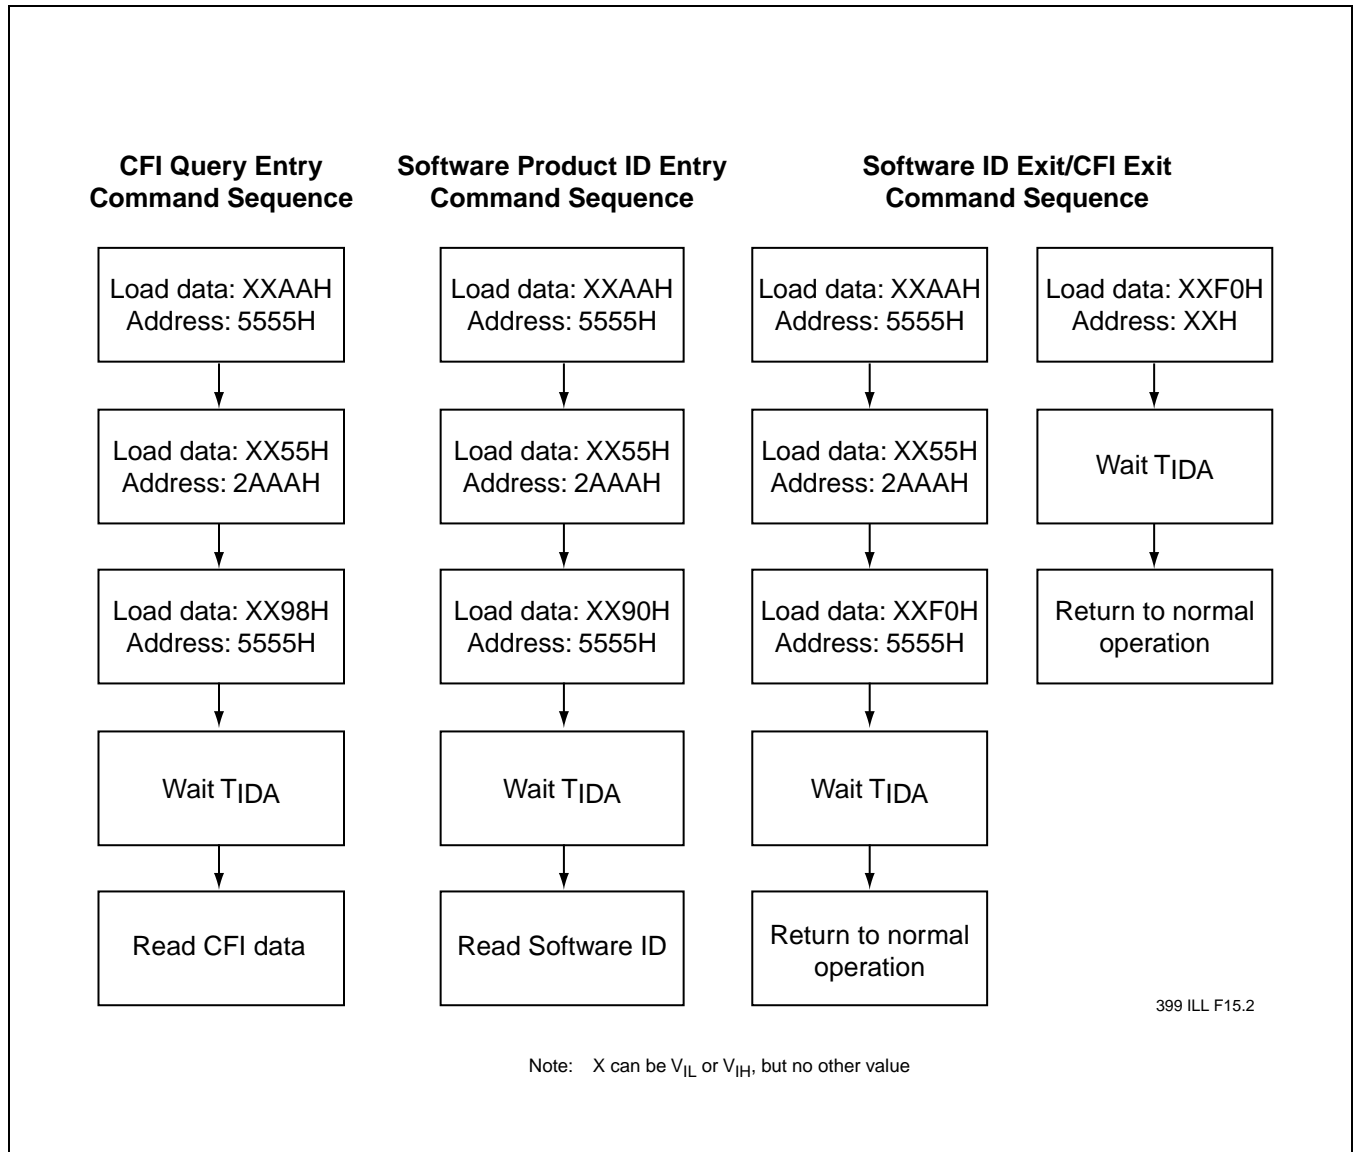 CFI Query Entry
Command Sequence
Load data: XXAAH
Address: 5555H
Load data: XX55H
Address: 2AAAH
Load data: XX98H
Address: 5555H
Wait TIDA
Read CFI data
Software Product ID Entry
Command Sequence
Load data: XXAAH
Address: 5555H
Load data: XX55H
Address: 2AAAH
Load data: XX90H
Address: 5555H
Wait TIDA
Read Software ID
Software ID Exit/CFI Exit
Command Sequence
Load data: XXAAH
Address: 5555H
Load data: XX55H
Address: 2AAAH
Load data: XXF0H
Address: 5555H
Wait TIDA
Return to normal
operation
Load data: XXF0H
Address: XXH
Wait TIDA
Return to normal
operation
399 ILL F15.2
Note: X can be VIL or VIH, but no other value